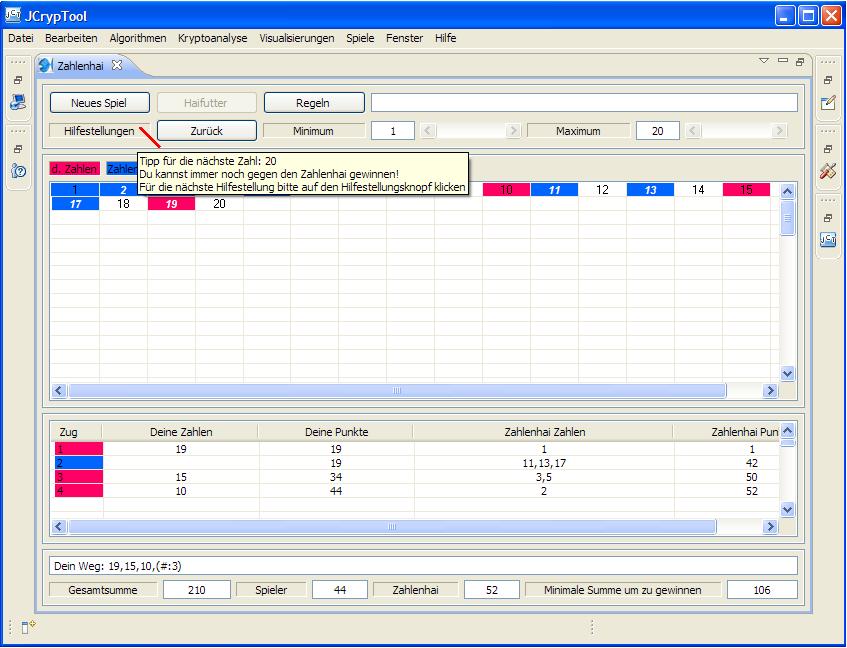 JCrypTool
Datei Bearbeiten Algorithmen Kryptoanalyse Visualisierungen Spiele Fenster Hilfe
Zahlenhai
Neues Spiel Haifutter Regeln
Hilfestellungen Zurück Minimum 1 Maximum 20
Tipp für die nächste Zahl: 20
Du kannst immer noch gegen den Zahlenhai gewinnen!
Für die nächste Hilfestellung bitte auf den Hilfestellungsknopf klicken
d. Zahlen
1 2 10 11 12 13 14 15
17 18 19 20
Zug Deine Zahlen Deine Punkte Zahlenhai Zahlen Zahlenhai Pun
1 19 19 1 1
2 19 11,13,17 42
3 15 34 3,5 50
4 10 44 2 52
Dein Weg: 19,15,10,(#:3)
Gesamtsumme 210 Spieler 44 Zahlenhai 52 Minimale Summe um zu gewinnen 106